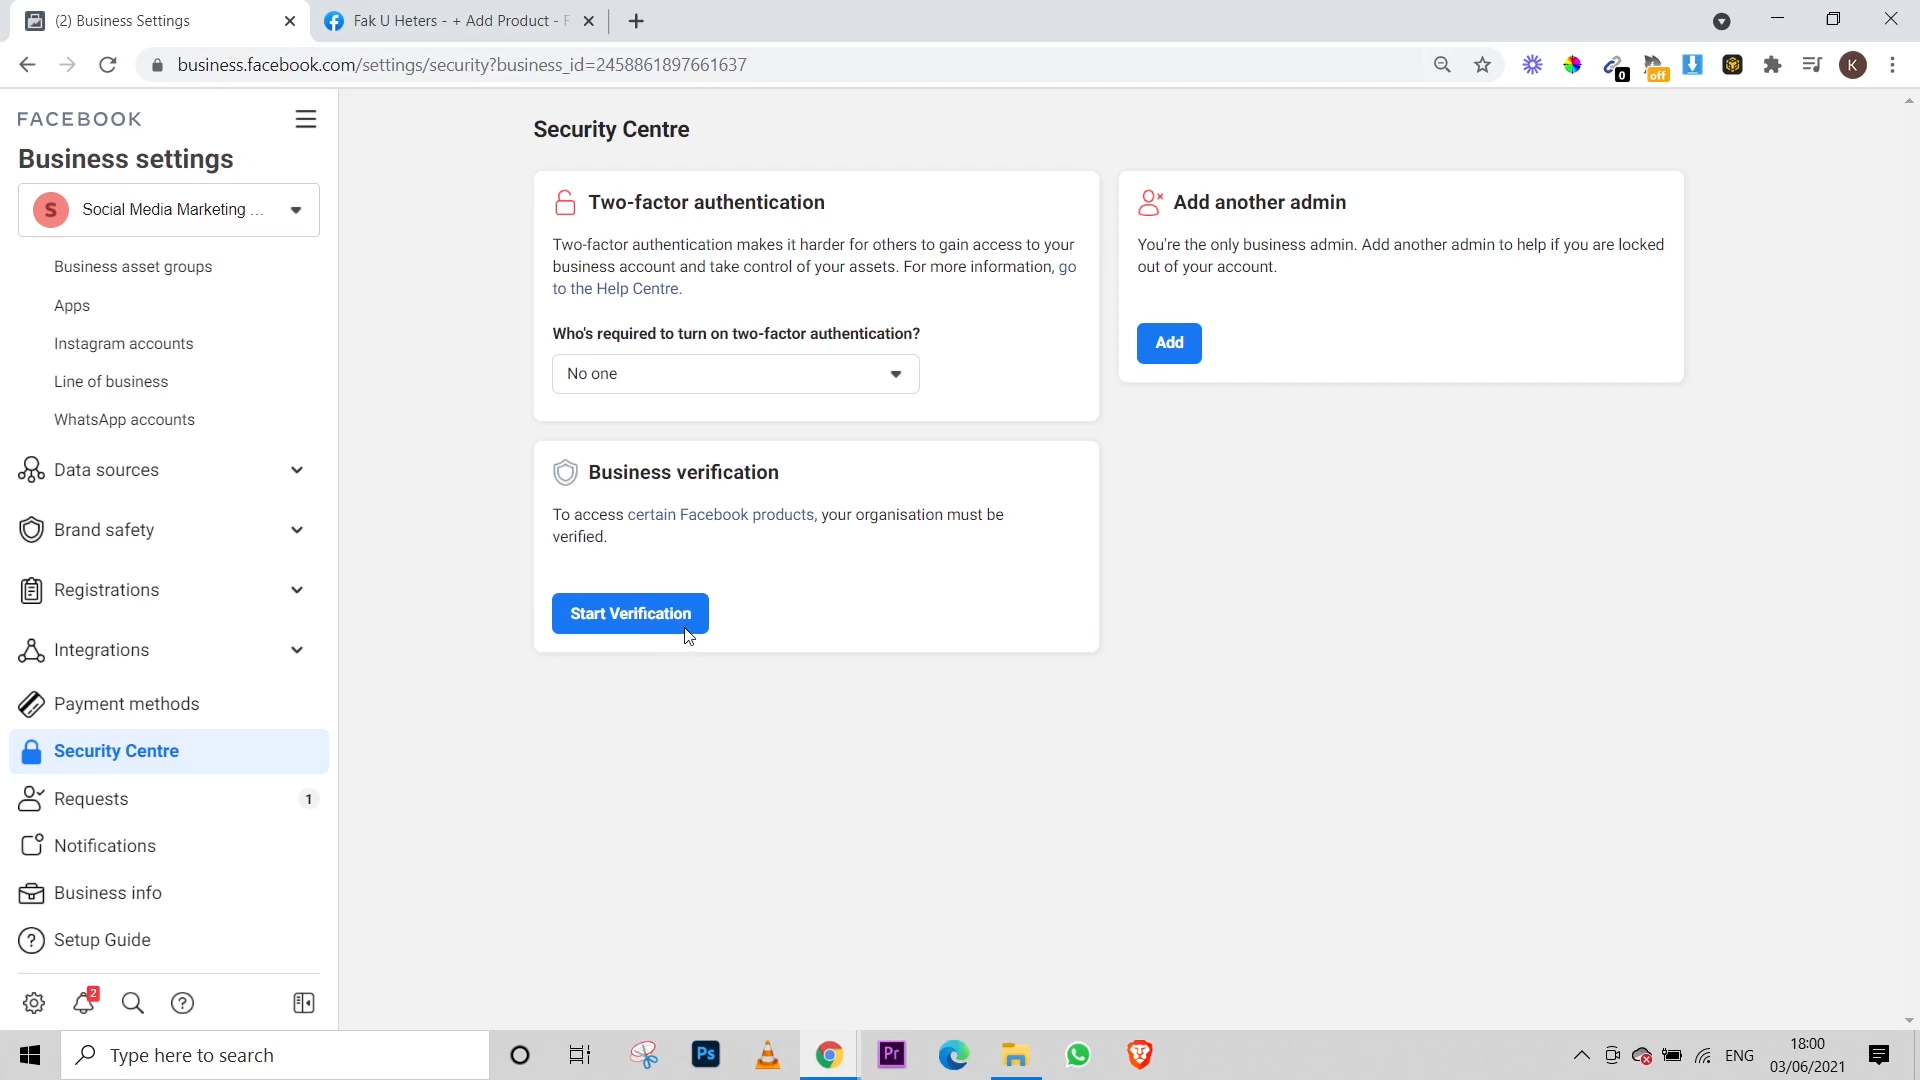 (2) Business Settings
Fak U Heters - + Add Product - F
business.facebook.com/settings/security?business_id=2458861897661637
0
off
K
FACEBOOK
Business settings
S
Social Media Marketing ...
Business asset groups
Apps
Instagram accounts
Line of business
WhatsApp accounts
Data sources
Brand safety
Registrations
Integrations
Payment methods
Security Centre
Requests
1
Notifications
Business info
Setup Guide
2
Security Centre
Two-factor authentication
Two-factor authentication makes it harder for others to gain access to your
business account and take control of your assets. For more information, go
to the Help Centre.
Who's required to turn on two-factor authentication?
No one
Add another admin
You're the only business admin. Add another admin to help if you are locked
out of your account.
Add
Business verification
To access certain Facebook products, your organisation must be
verified.
Start Verification
Type here to search
Ps
Pr
ENG
18:00
03/06/2021